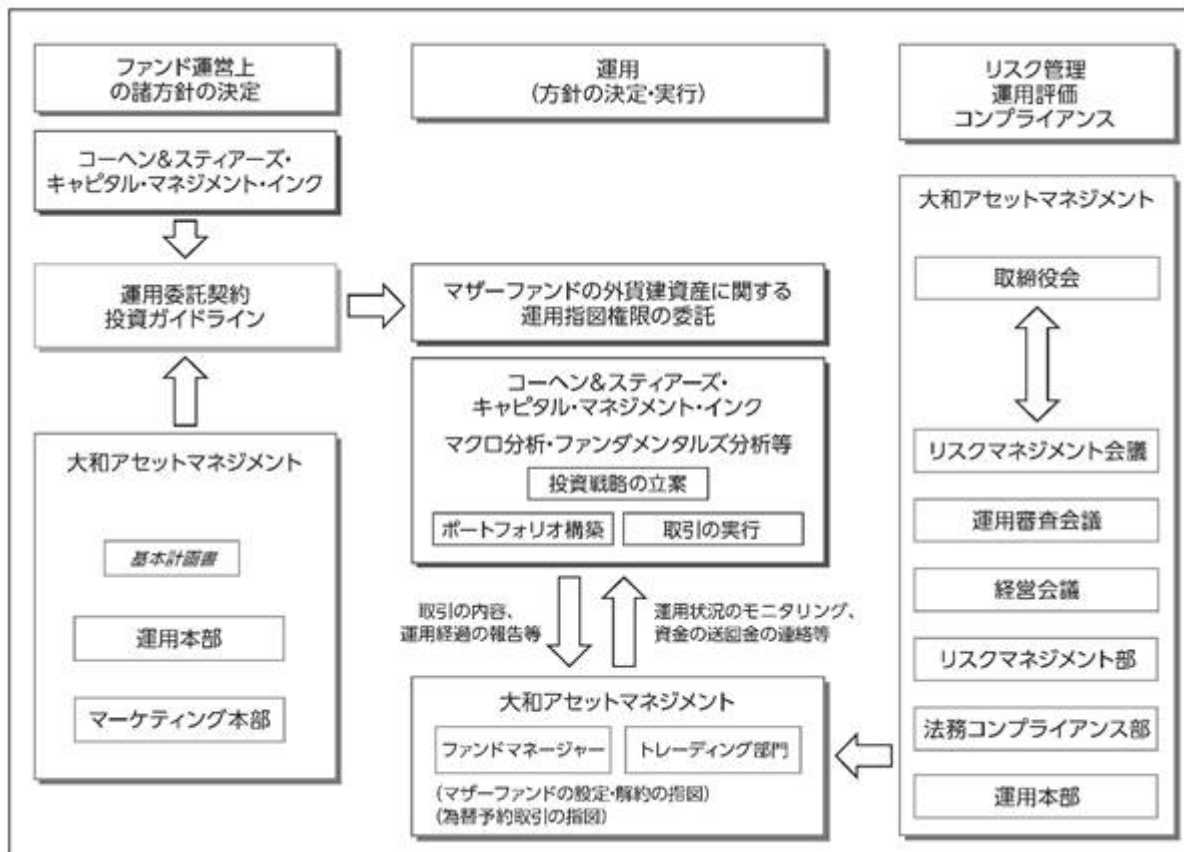 ファンド運営上
の諸方針の決定
コーヘン&スティアーズ・
キャピタル・マネジメント・インク
運用委託契約
投資ガイドライン
大和アセットマネジメント
基本計画書
運用本部
マーケティング本部
運用
(方針の決定・実行)
マザーファンドの外貨建資産に関する
運用指図権限の委託
コーヘン&スティアーズ・
キャピタル・マネジメント・インク
マクロ分析・ファンダメンタルズ分析等
投資戦略の立案
ポートフォリオ構築
取引の実行
取引の内容、
運用経過の報告等
運用状況のモニタリング、
資金の送回金の連絡等
大和アセットマネジメント
ファンドマネージャー
トレーディング部門
(マザーファンドの設定・解約の指図)
(為替予約取引の指図)
リスク管理
運用評価
コンプライアンス
大和アセットマネジメント
取締役会
リスクマネジメント会議
運用審査会議
経営会議
リスクマネジメント部
法務コンプライアンス部
運用本部